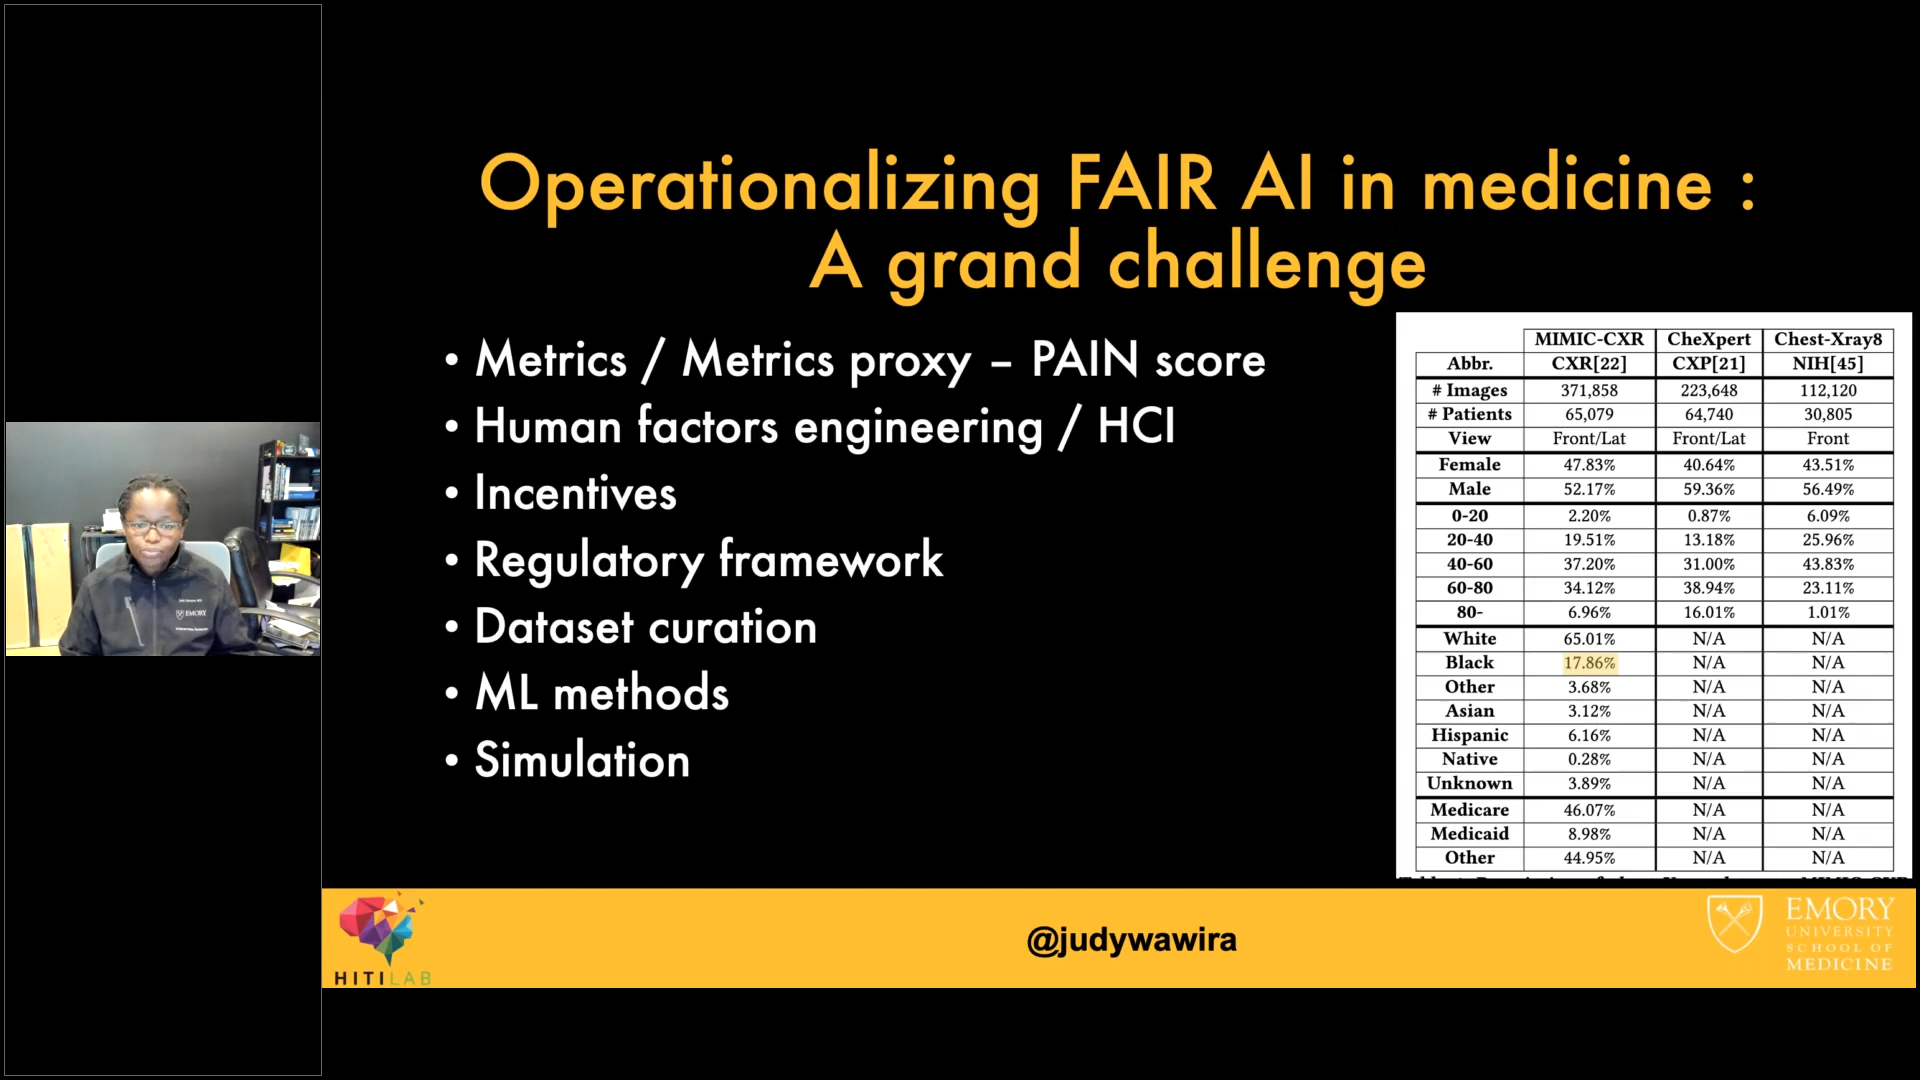 Operationalizing FAIR AI in medicine :
A grand challenge
• Metrics / Metrics proxy – PAIN score
• Human factors engineering / HCI
• Incentives
• Regulatory framework
• Dataset curation
• ML methods
• Simulation
MIMIC-CXR CheXpert Chest-Xray8
Abbr. CXR[22] CXP[21] NIH[45]
# Images 371,858 223,648 112,120
# Patients 65,079 64,740 30,805
View Front/Lat Front/Lat Front
Female 47.83% 40.64% 43.51%
Male 52.17% 59.36% 56.49%
0-20 2.20% 0.87% 6.09%
20-40 19.51% 13.18% 25.96%
40-60 37.20% 31.00% 43.83%
60-80 34.12% 38.94% 23.11%
80- 6.96% 16.01% 1.01%
White 65.01% N/A N/A
Black 17.86% N/A N/A
Other 3.68% N/A N/A
Asian 3.12% N/A N/A
Hispanic 6.16% N/A N/A
Native 0.28% N/A N/A
Unknown 3.89% N/A N/A
Medicare 46.07% N/A N/A
Medicaid 8.98% N/A N/A
Other 44.95% N/A N/A
EMORY
HITILAB
@judywawira
EMORY
UNIVERSITY
SCHOOL OF
MEDICINE